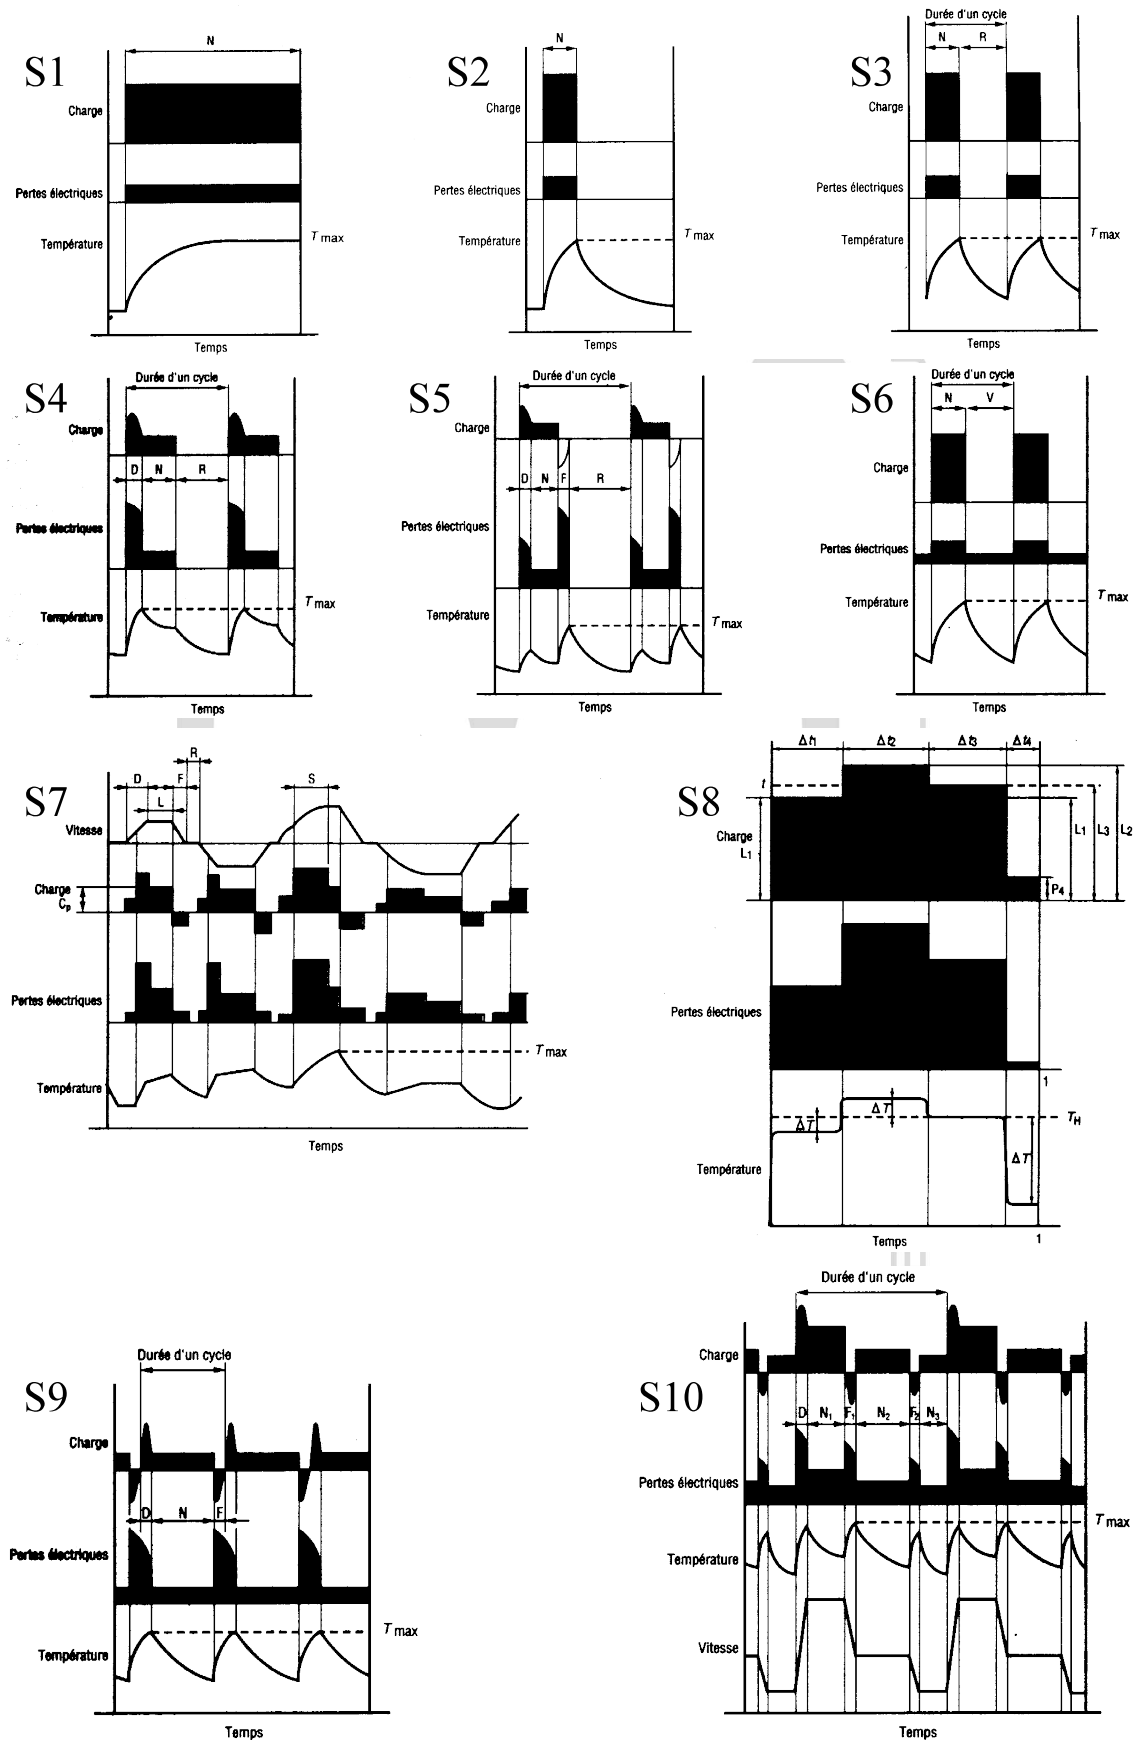 S1
N
Charge
Pertes électriques
Température
T max
Temps
S2
N
Charge
Pertes électriques
Température
T max
Temps
S3
Durée d'un cycle
N R
Charge
Pertes électriques
Température
T max
Temps
S4
Durée d'un cycle
Charge
D N R
Pertes électriques
Température
T max
Temps
S5
Durée d'un cycle
Charge
D N F R
Pertes électriques
Température
T max
Temps
S6
Durée d'un cycle
N V
Charge
Pertes électriques
Température
T max
Temps
S7
R
D F S
L
Vitesse
Charge
Cp
Pertes électriques
T max
Température
Temps
S8
Δt1 Δt2 Δt3 Δt4
t
Charge
L1
L1 L3 L2
P4
Pertes électriques
1
ΔT ΔT TH
ΔT
Température
Temps 1
S9
Durée d'un cycle
Charge
D N F
Pertes électriques
T max
Température
Temps
S10
Durée d'un cycle
Charge
D N1 F1 N2 F2 N3
Pertes électriques
T max
Température
Vitesse
Temps